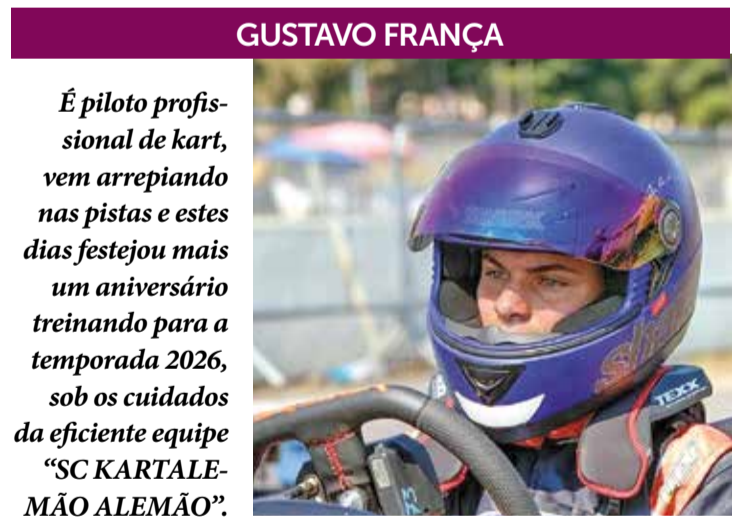 GUSTAVO FRANÇA
É piloto profis-
sional de kart,
vem arrepiando
nas pistas e estes
dias festejou mais
um aniversário
treinando para a
temporada 2026,
sob os cuidados
da eficiente equipe
“SC KARTALE-
MÃO ALEMÃO”.
TEXX
73